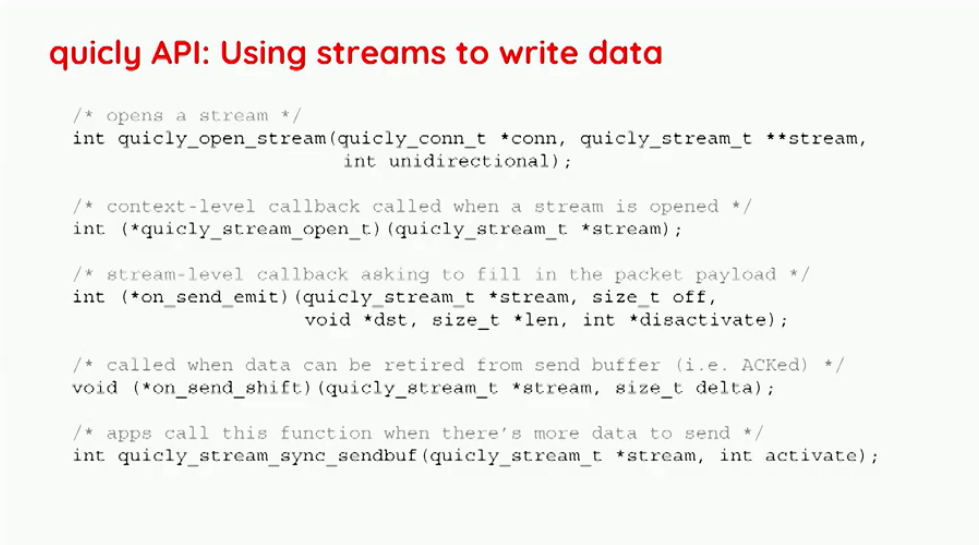 quicly API: Using streams to write data
/* opens a stream */
int quicly_open_stream(quicly_conn_t *conn, quicly_stream_t **stream,
int unidirectional);
/* context-level callback called when a stream is opened */
int (*quicly_stream_open_t)(quicly_stream_t *stream);
/* stream-level callback asking to fill in the packet payload */
int (*on_send_emit)(quicly_stream_t *stream, size_t off,
void *dst, size_t *len, int *disactivate);
/* called when data can be retired from send buffer (i.e. ACKed) */
void (*on_send_shift)(quicly_stream_t *stream, size_t delta);
/* apps call this function when there's more data to send */
int quicly_stream_sync_sendbuf(quicly_stream_t *stream, int activate);